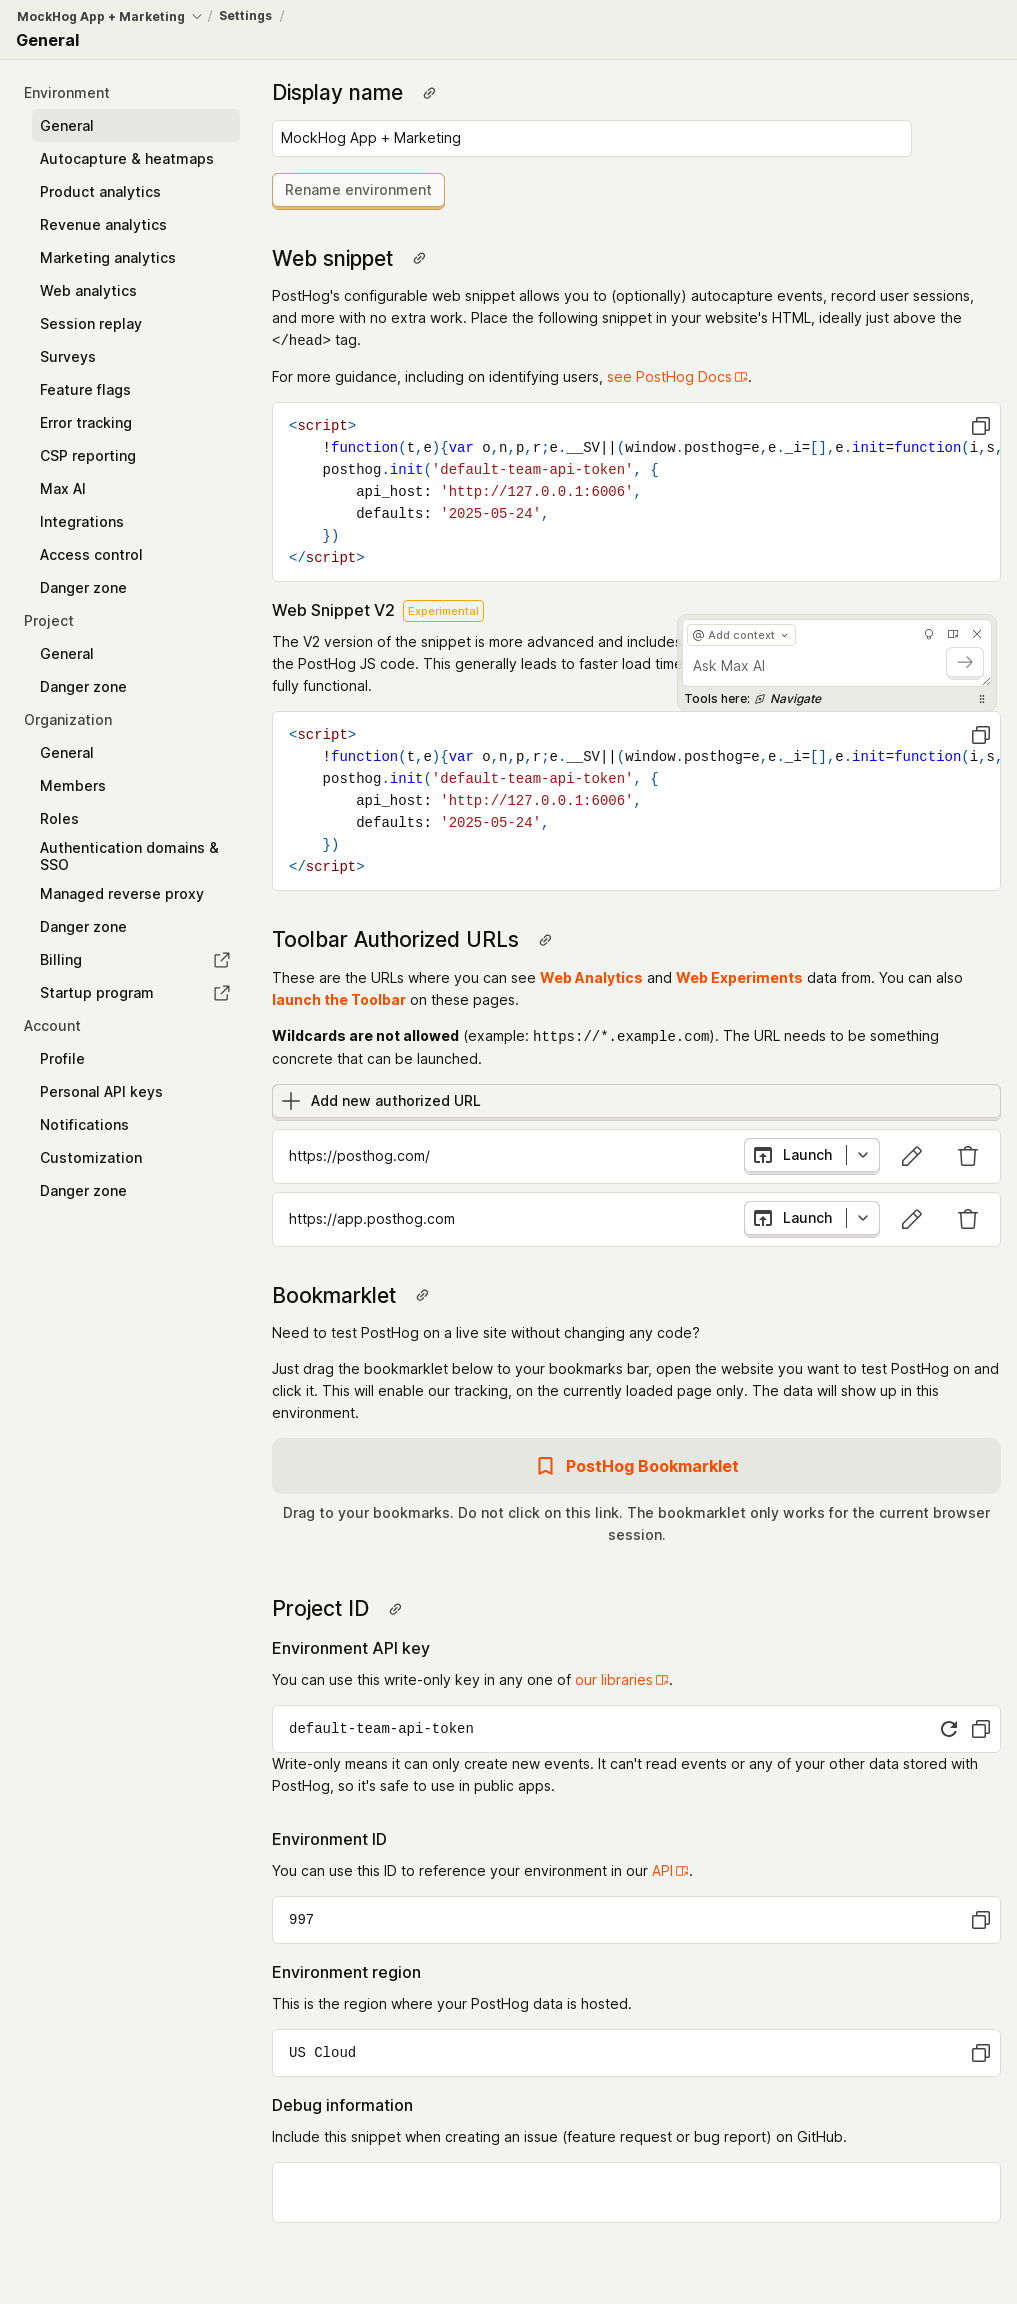 MockHog App + Marketing / Settings /
General
Environment
General
Autocapture & heatmaps
Product analytics
Revenue analytics
Marketing analytics
Web analytics
Session replay
Surveys
Feature flags
Error tracking
CSP reporting
Max AI
Integrations
Access control
Danger zone
Project
General
Danger zone
Organization
General
Members
Roles
Authentication domains &
SSO
Managed reverse proxy
Danger zone
Billing
Startup program
Account
Profile
Personal API keys
Notifications
Customization
Danger zone
Display name
MockHog App + Marketing
Rename environment
Web snippet
PostHog's configurable web snippet allows you to (optionally) autocapture events, record user sessions,
and more with no extra work. Place the following snippet in your website's HTML, ideally just above the
</head> tag.
For more guidance, including on identifying users, see PostHog Docs.
<script>
!function(t,e){var o,n,p,r;e.__SV||(window.posthog=e,e._i=[],e.init=function(i,s,
posthog.init('default-team-api-token', {
api_host: 'http://127.0.0.1:6006',
defaults: '2025-05-24',
})
</script>
Web Snippet V2 Experimental
The V2 version of the snippet is more advanced and includes
the PostHog JS code. This generally leads to faster load time
fully functional.
@ Add context
Ask Max AI
Tools here: Navigate
<script>
!function(t,e){var o,n,p,r;e.__SV||(window.posthog=e,e._i=[],e.init=function(i,s,
posthog.init('default-team-api-token', {
api_host: 'http://127.0.0.1:6006',
defaults: '2025-05-24',
})
</script>
Toolbar Authorized URLs
These are the URLs where you can see Web Analytics and Web Experiments data from. You can also
launch the Toolbar on these pages.
Wildcards are not allowed (example: https://*.example.com). The URL needs to be something
concrete that can be launched.
Add new authorized URL
https://posthog.com/ Launch
https://app.posthog.com Launch
Bookmarklet
Need to test PostHog on a live site without changing any code?
Just drag the bookmarklet below to your bookmarks bar, open the website you want to test PostHog on and
click it. This will enable our tracking, on the currently loaded page only. The data will show up in this
environment.
PostHog Bookmarklet
Drag to your bookmarks. Do not click on this link. The bookmarklet only works for the current browser
session.
Project ID
Environment API key
You can use this write-only key in any one of our libraries.
default-team-api-token
Write-only means it can only create new events. It can't read events or any of your other data stored with
PostHog, so it's safe to use in public apps.
Environment ID
You can use this ID to reference your environment in our API.
997
Environment region
This is the region where your PostHog data is hosted.
US Cloud
Debug information
Include this snippet when creating an issue (feature request or bug report) on GitHub.